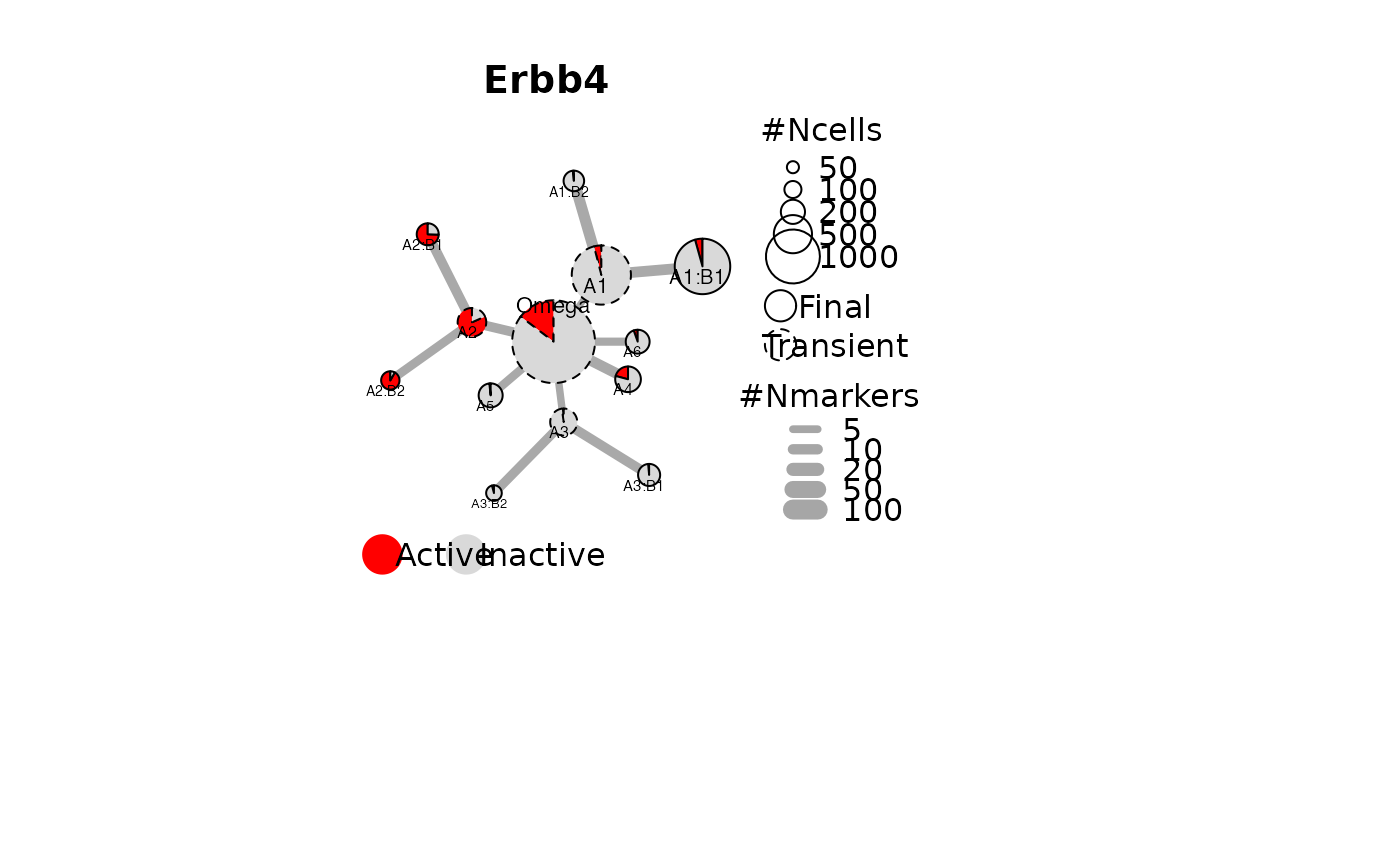 Erbb4
#Ncells
50
100
200
500
1000
Final
Transient
#Nmarkers
5
10
20
50
100
A1:B2
A2:B1
A1:B1
A1
Omega
A2
A6
A2:B2
A4
A5
A3
A3:B1
A3:B2
Active
Inactive